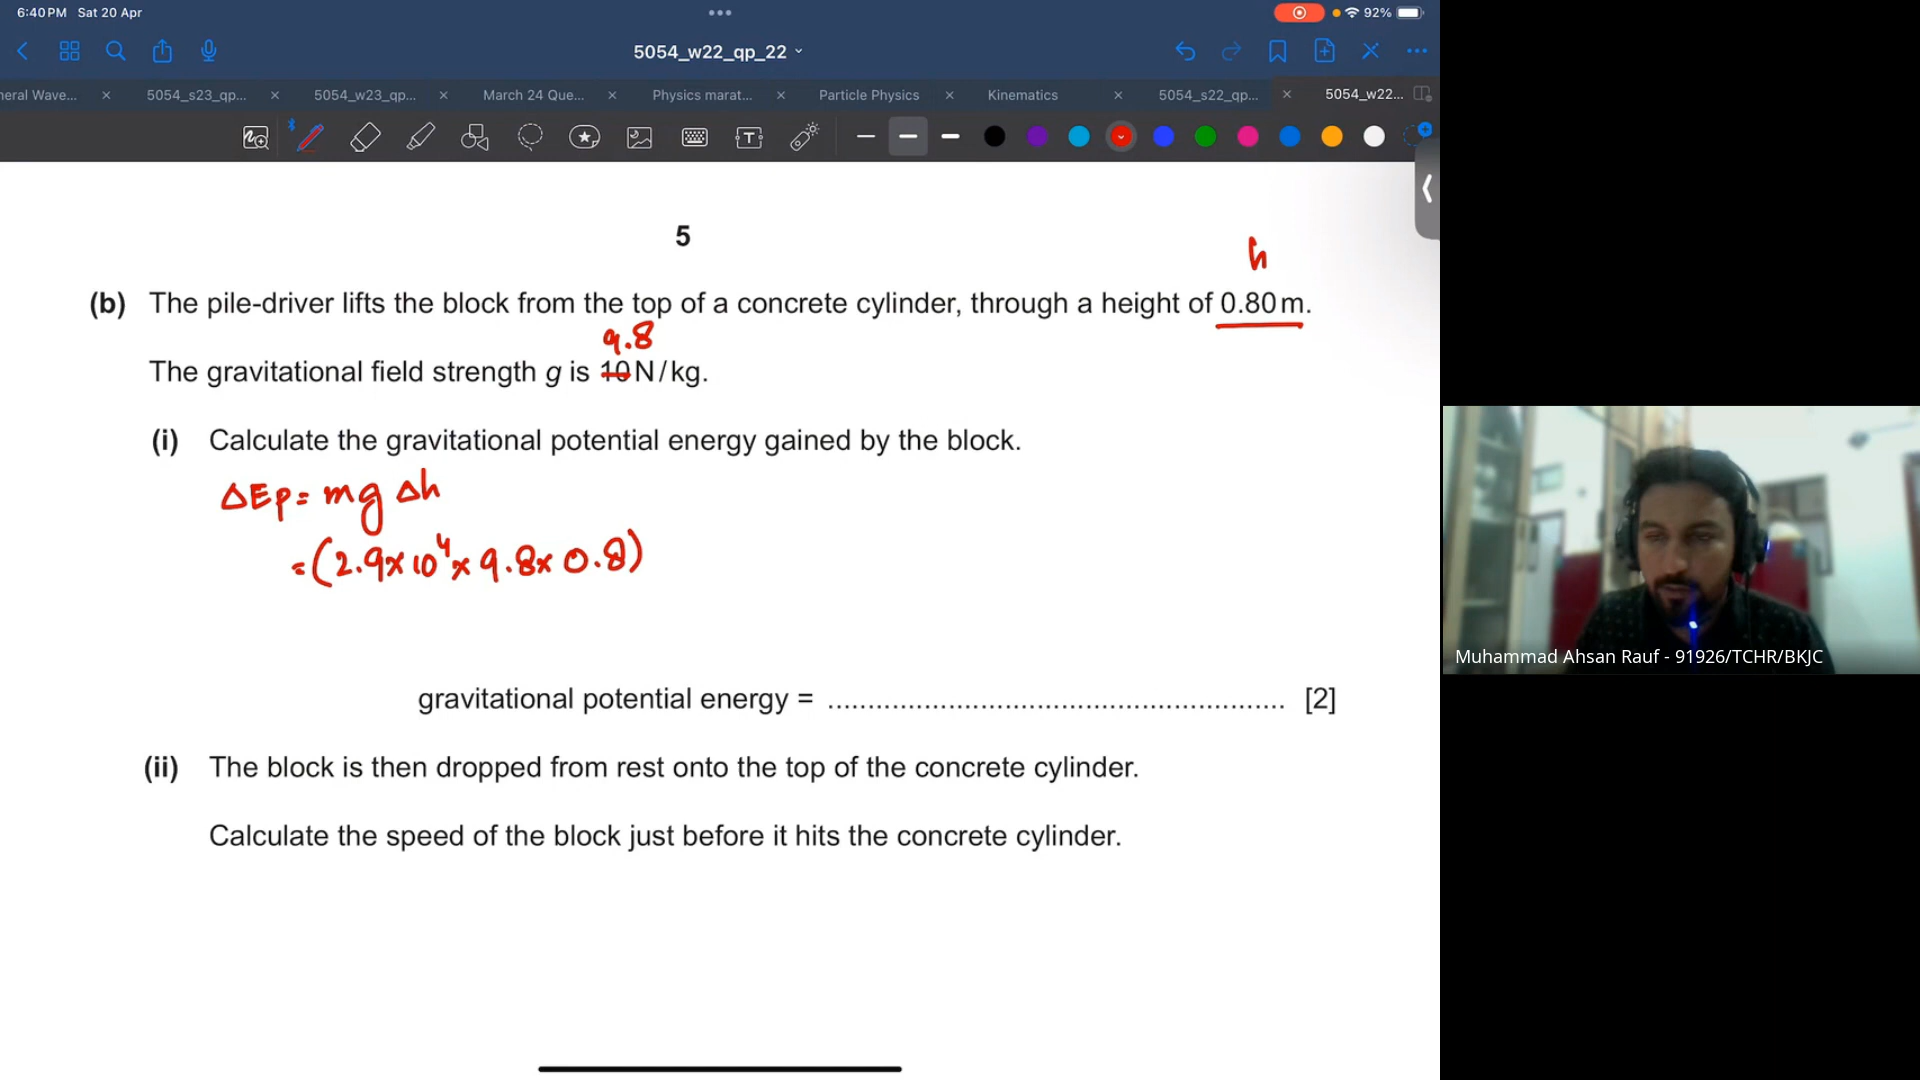 6:40 PM Sat 20 Apr
92%
5054_w22_qp_22
neral Wave...
5054_s23_qp...
5054_w23_qp...
March 24 Que...
Physics marat...
Particle Physics
Kinematics
5054_s22_qp...
5054_w22...
5
h
(b) The pile-driver lifts the block from the top of a concrete cylinder, through a height of 0.80 m.
9.8
The gravitational field strength g is 10 N/kg.
(i) Calculate the gravitational potential energy gained by the block.
ΔEp = mg Δh
= (2.9 × 10⁴ × 9.8 × 0.8)
gravitational potential energy = ......................................................... [2]
(ii) The block is then dropped from rest onto the top of the concrete cylinder.
Calculate the speed of the block just before it hits the concrete cylinder.
Muhammad Ahsan Rauf - 91926/TCHR/BKJC